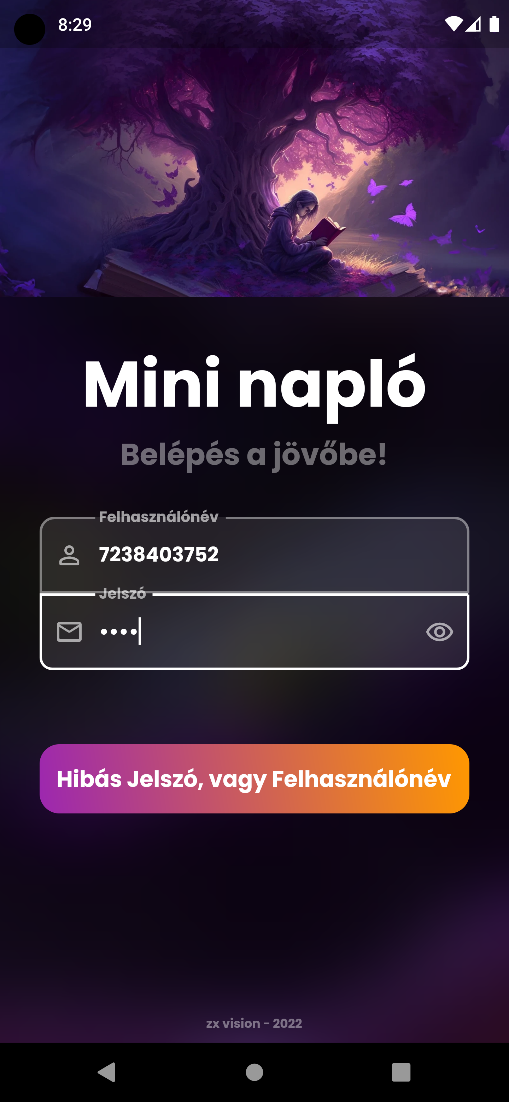 8:29
Mini napló
Belépés a jövőbe!
Felhasználónév
7238403752
Jelszó
••••
Hibás Jelszó, vagy Felhasználónév
zx vision - 2022